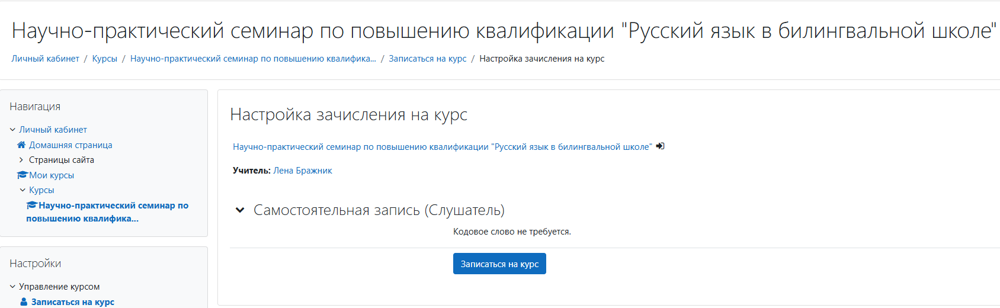 Научно-практический семинар по повышению квалификации "Русский язык в билингвальной школе"
Личный кабинет / Курсы / Научно-практический семинар по повышению квалифика... / Записаться на курс / Настройка зачисления на курс
Навигация
Личный кабинет
Домашняя страница
Страницы сайта
Мои курсы
Курсы
Научно-практический семинар по
повышению квалифика...
Настройки
Управление курсом
Записаться на курс
Настройка зачисления на курс
Научно-практический семинар по повышению квалификации "Русский язык в билингвальной школе"
Учитель: Лена Бражник
Самостоятельная запись (Слушатель)
Кодовое слово не требуется.
Записаться на курс